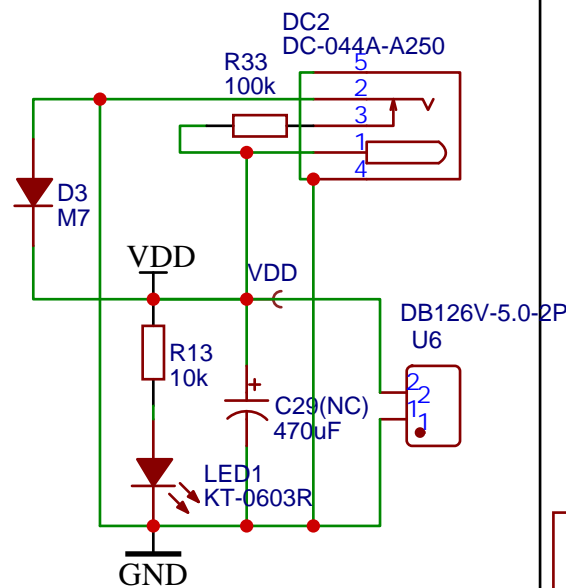 DC2
DC-044A-A250
R33
100k
5
2
3
1
4
D3
M7
VDD
VDD
DB126V-5.0-2P
U6
R13
10k
2
2
1
1
C29(NC)
470uF
LED1
KT-0603R
GND